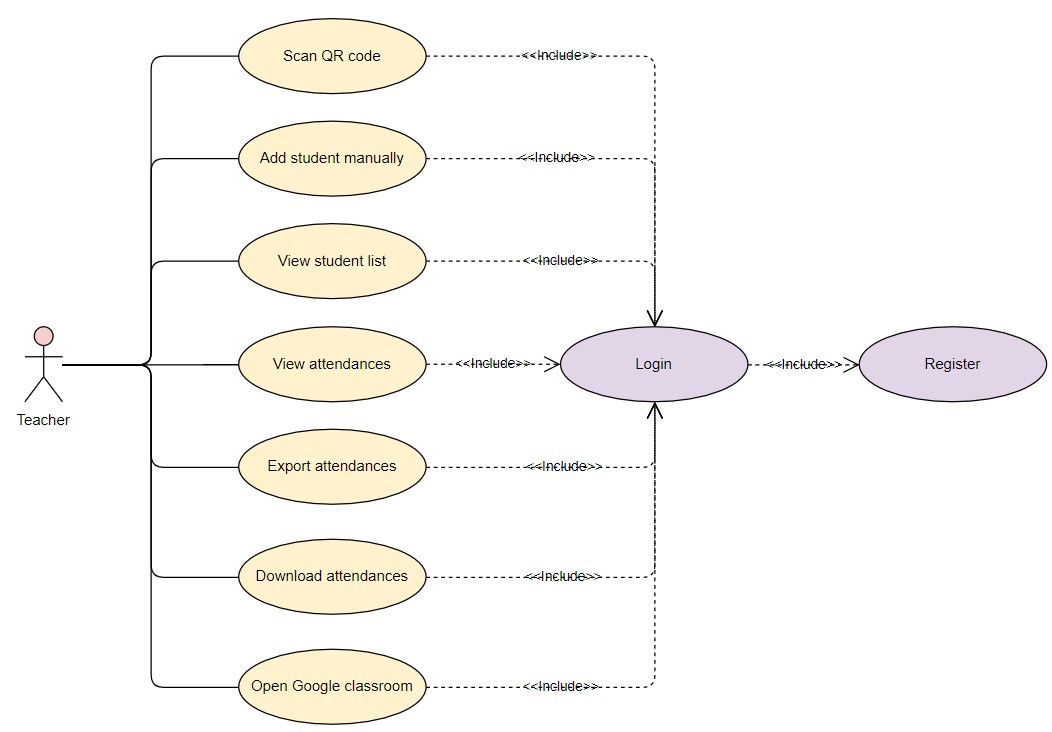 Scan QR code
<<Include>>
Add student manually
<<Include>>
View student list
<<Include>>
Teacher
View attendances
<<Include>>
Login
<<Include>>
Register
Export attendances
<<Include>>
Download attendances
<<Include>>
Open Google classroom
<<Include>>